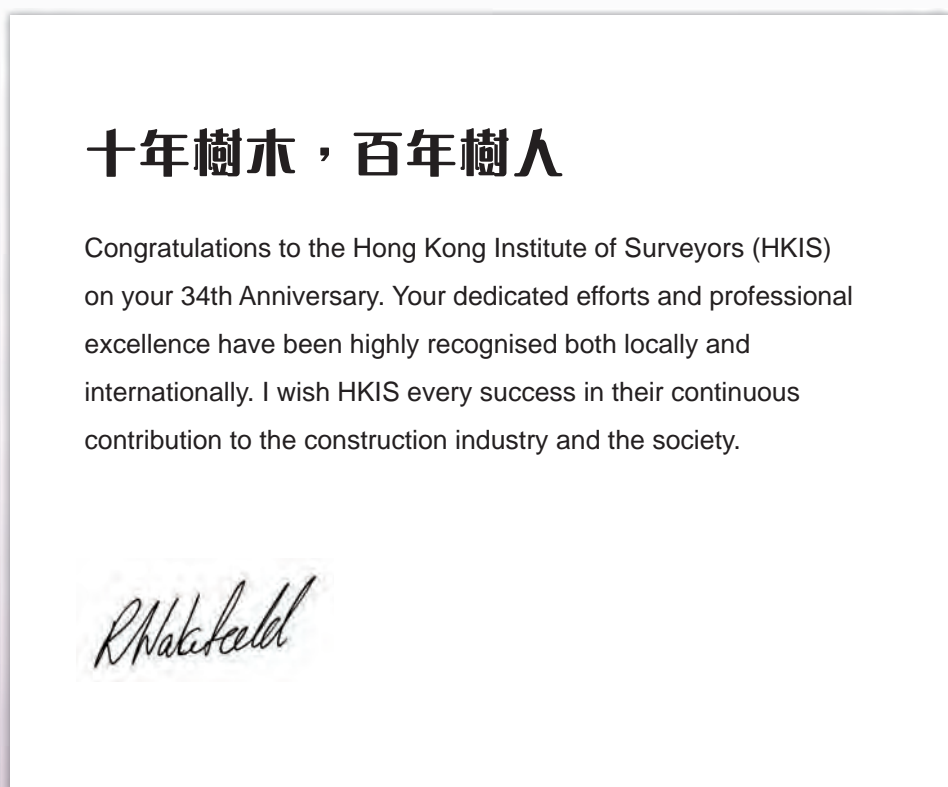 十年樹木，百年樹人
Congratulations to the Hong Kong Institute of Surveyors (HKIS)
on your 34th Anniversary. Your dedicated efforts and professional
excellence have been highly recognised both locally and
internationally. I wish HKIS every success in their continuous
contribution to the construction industry and the society.
RWakefield